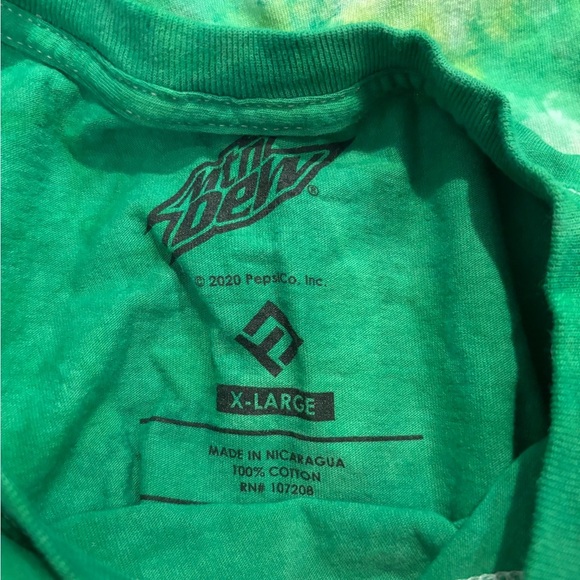 mtn
dew®
© 2020 PepsiCo. Inc.
X-LARGE
MADE IN NICARAGUA
100% COTTON
RN# 107208